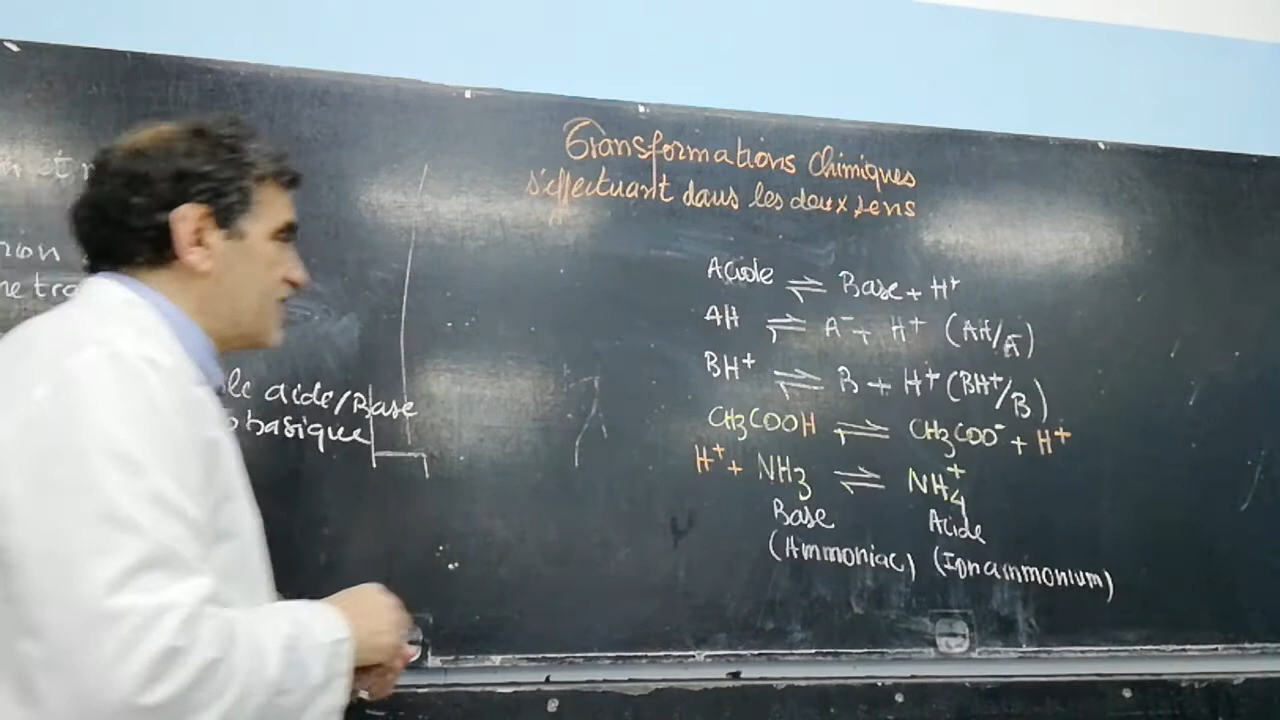 Transformations Chimiques
s'effectuant dans les deux sens
Acide ⇌ Base + H⁺
AH ⇌ A⁻ + H⁺ (AH/A⁻)
BH⁺ ⇌ B + H⁺ (BH⁺/B)
CH₃COOH ⇌ CH₃COO⁻ + H⁺
H⁺ + NH₃ ⇌ NH₄⁺
Base Acide
(Ammoniac) (Ion ammonium)
le acide/Base
basique